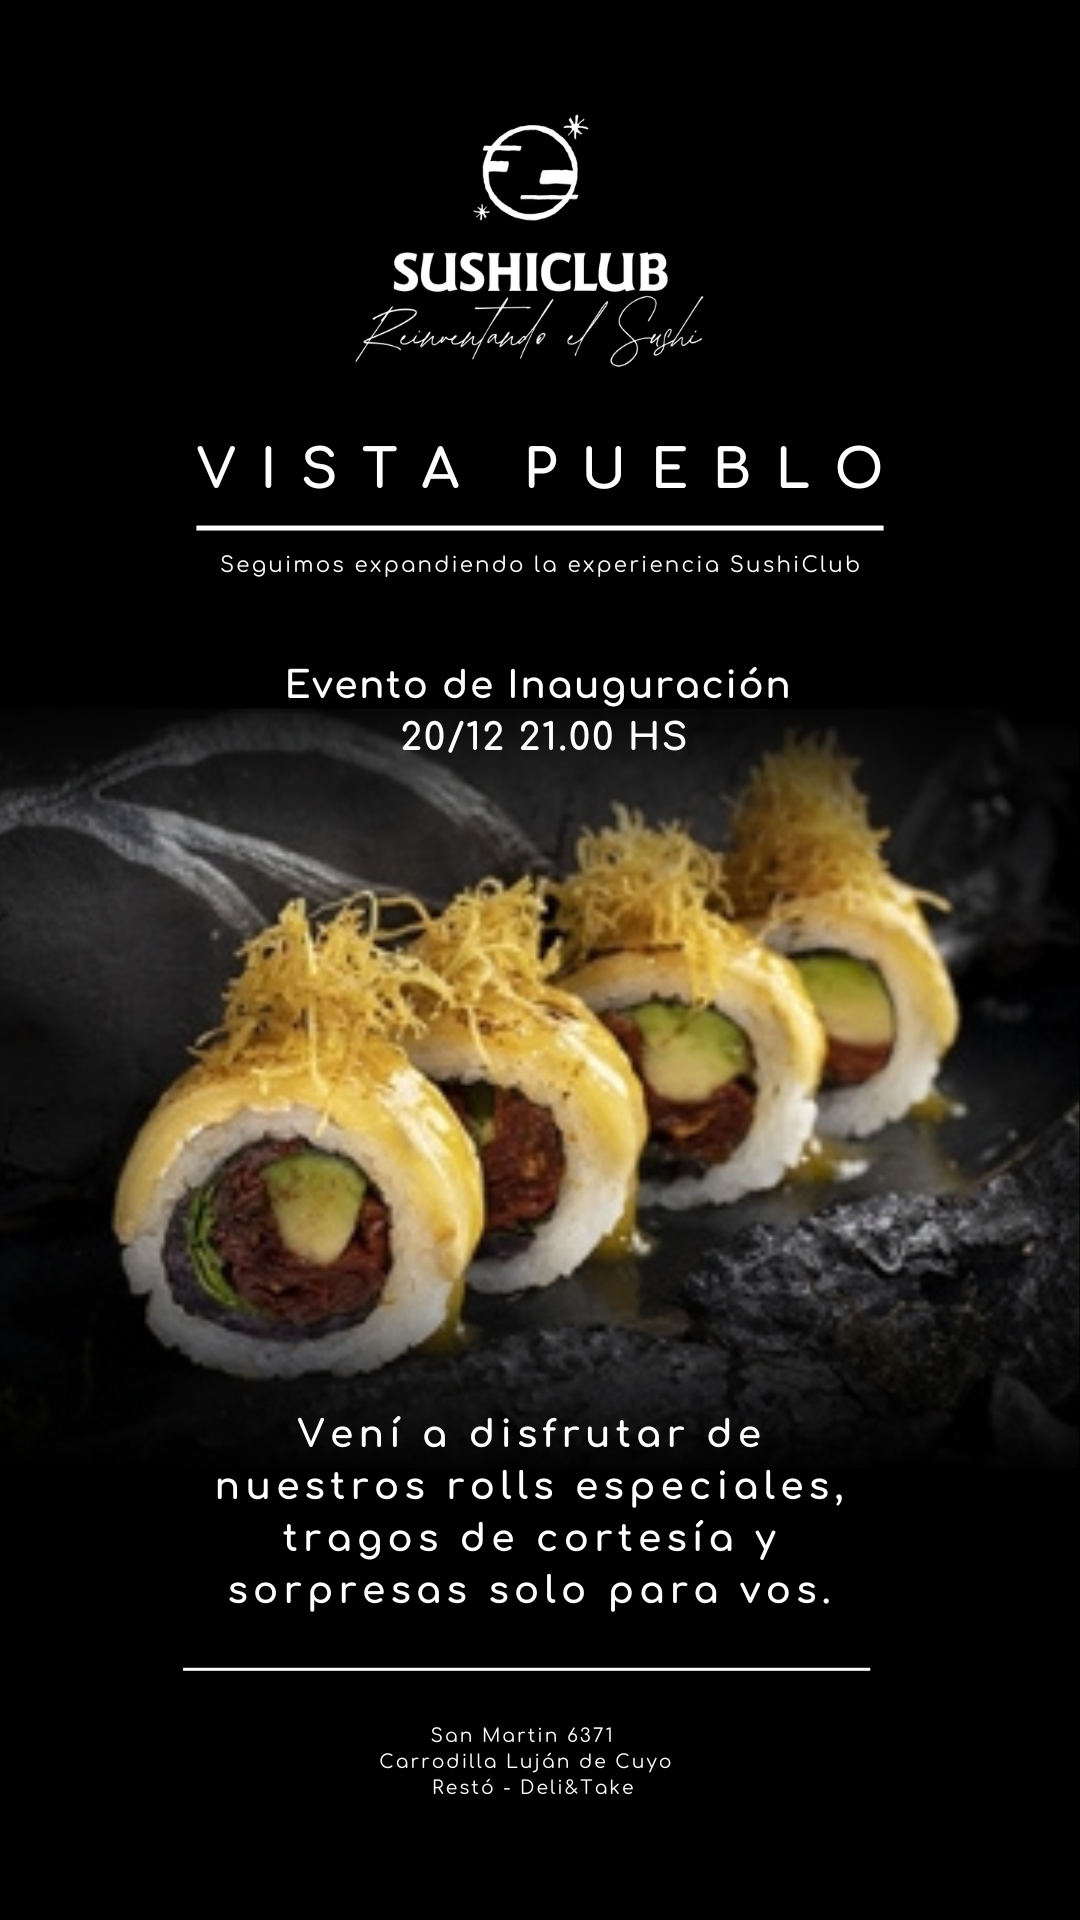 SUSHICLUB
Reinventando el Sushi
VISTA PUEBLO
Seguimos expandiendo la experiencia SushiClub
Evento de Inauguración
20/12 21.00 HS
Vení a disfrutar de
nuestros rolls especiales,
tragos de cortesía y
sorpresas solo para vos.
San Martin 6371
Carrodilla Luján de Cuyo
Restó - Deli&Take